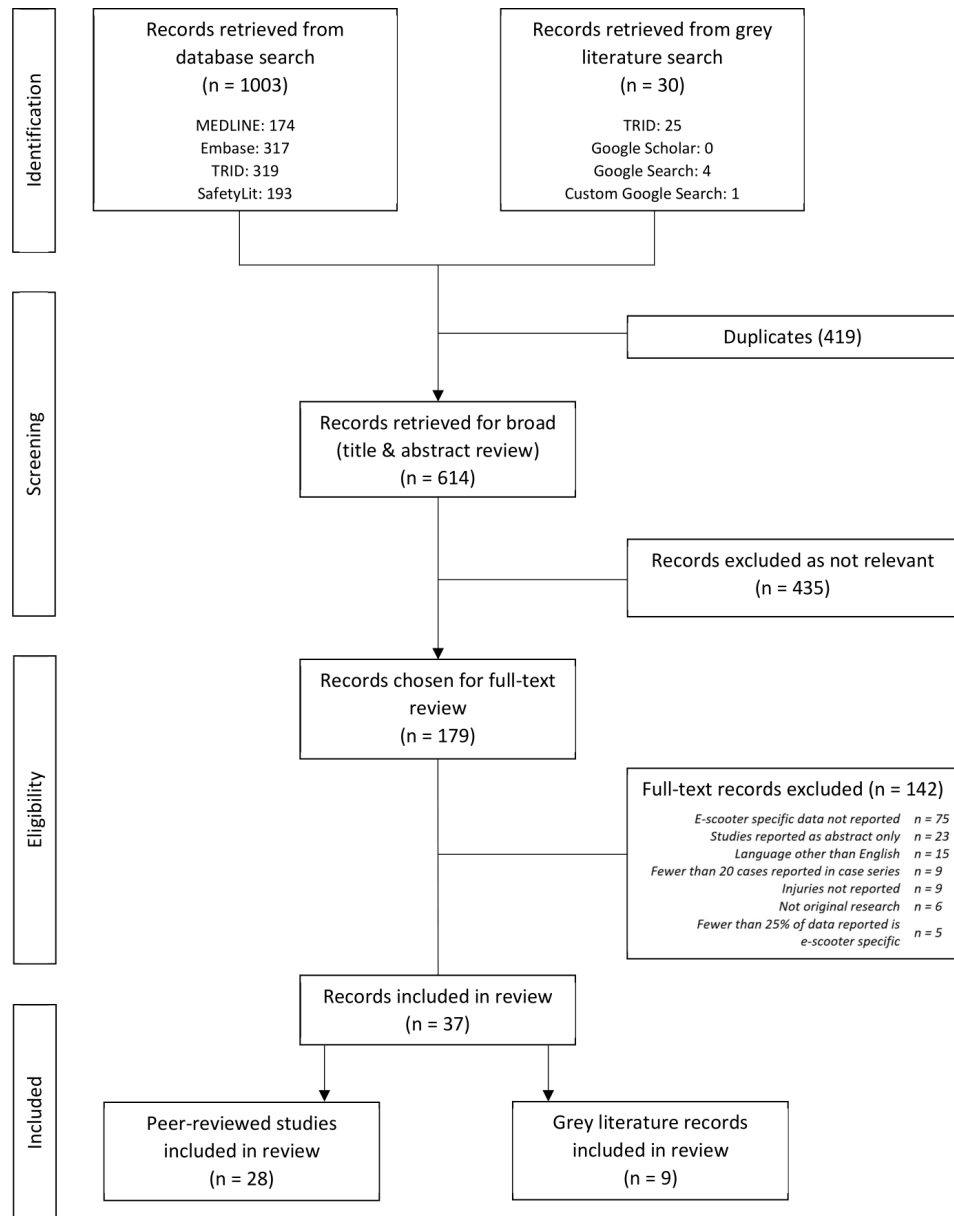 Identification
Records retrieved from
database search
(n = 1003)
MEDLINE: 174
Embase: 317
TRID: 319
SafetyLit: 193
Records retrieved from grey
literature search
(n = 30)
TRID: 25
Google Scholar: 0
Google Search: 4
Custom Google Search: 1
Screening
Duplicates (419)
Records retrieved for broad
(title & abstract review)
(n = 614)
Records excluded as not relevant
(n = 435)
Eligibility
Records chosen for full-text
review
(n = 179)
Full-text records excluded (n = 142)
E-scooter specific data not reported n = 75
Studies reported as abstract only n = 23
Language other than English n = 15
Fewer than 20 cases reported in case series n = 9
Injuries not reported n = 9
Not original research n = 6
Fewer than 25% of data reported is
e-scooter specific n = 5
Included
Records included in review
(n = 37)
Peer-reviewed studies
included in review
(n = 28)
Grey literature records
included in review
(n = 9)